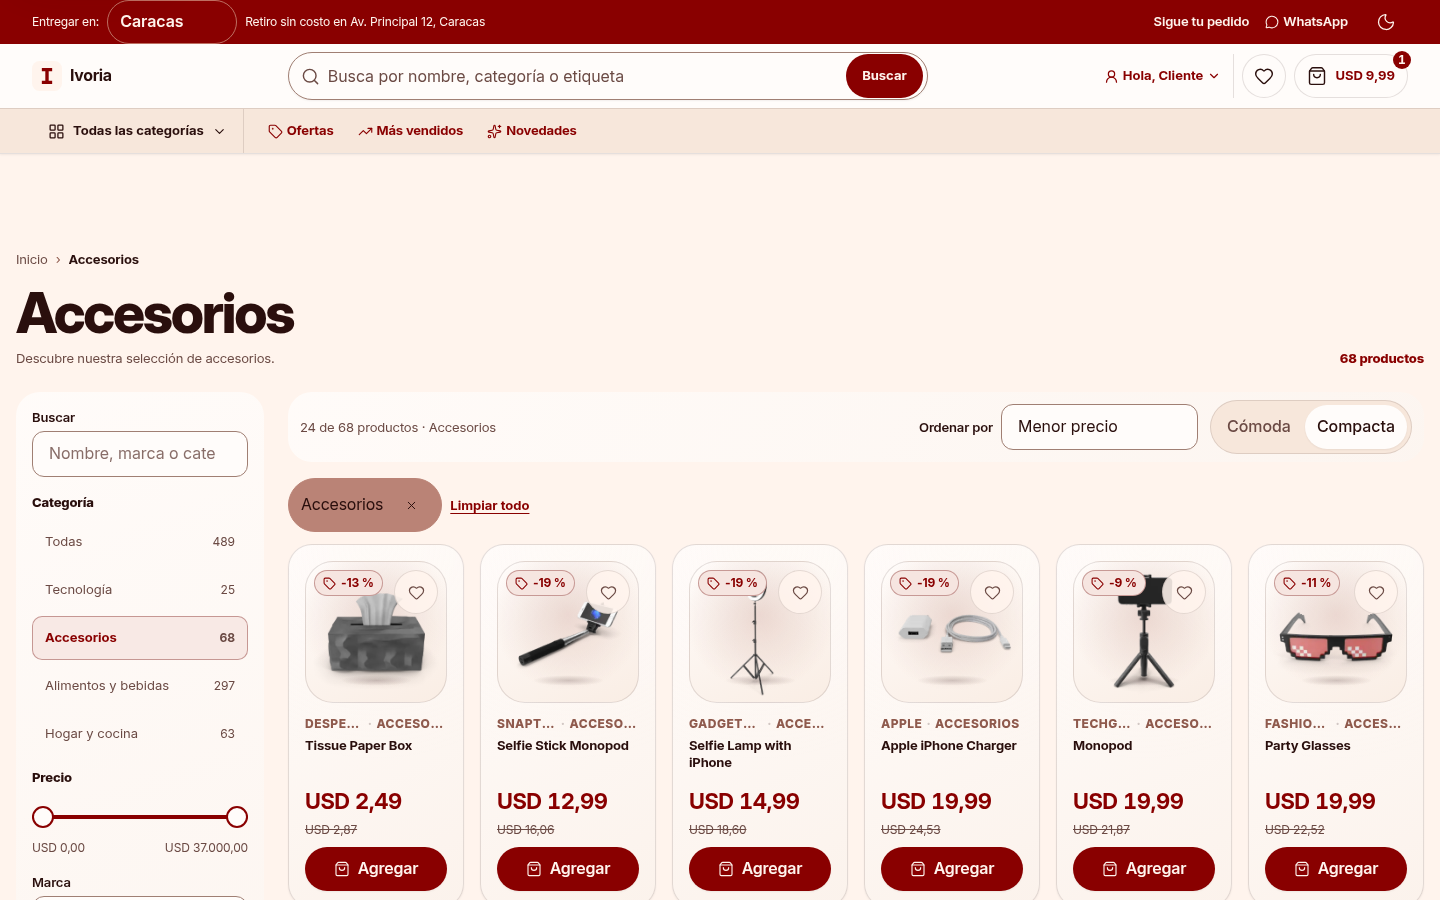 Entregar en: Caracas Retiro sin costo en Av. Principal 12, Caracas Sigue tu pedido WhatsApp
I Ivoria Busca por nombre, categoría o etiqueta Buscar Hola, Cliente USD 9,99 1
Todas las categorías Ofertas Más vendidos Novedades
Inicio › Accesorios
Accesorios
Descubre nuestra selección de accesorios. 68 productos
Buscar
Nombre, marca o cate
Categoría
Todas 489
Tecnología 25
Accesorios 68
Alimentos y bebidas 297
Hogar y cocina 63
Precio
USD 0,00 USD 37.000,00
Marca
24 de 68 productos · Accesorios Ordenar por Menor precio Cómoda Compacta
Accesorios × Limpiar todo
-13 % -19 % -19 % -19 % -9 % -11 %
DESPE... · ACCESO... SNAPT... · ACCESO... GADGET... · ACCE... APPLE · ACCESORIOS TECHG... · ACCESO... FASHIO... · ACCES...
Tissue Paper Box Selfie Stick Monopod Selfie Lamp with iPhone Apple iPhone Charger Monopod Party Glasses
USD 2,49 USD 12,99 USD 14,99 USD 19,99 USD 19,99 USD 19,99
USD 2,87 USD 16,06 USD 18,60 USD 24,53 USD 21,87 USD 22,52
Agregar Agregar Agregar Agregar Agregar Agregar